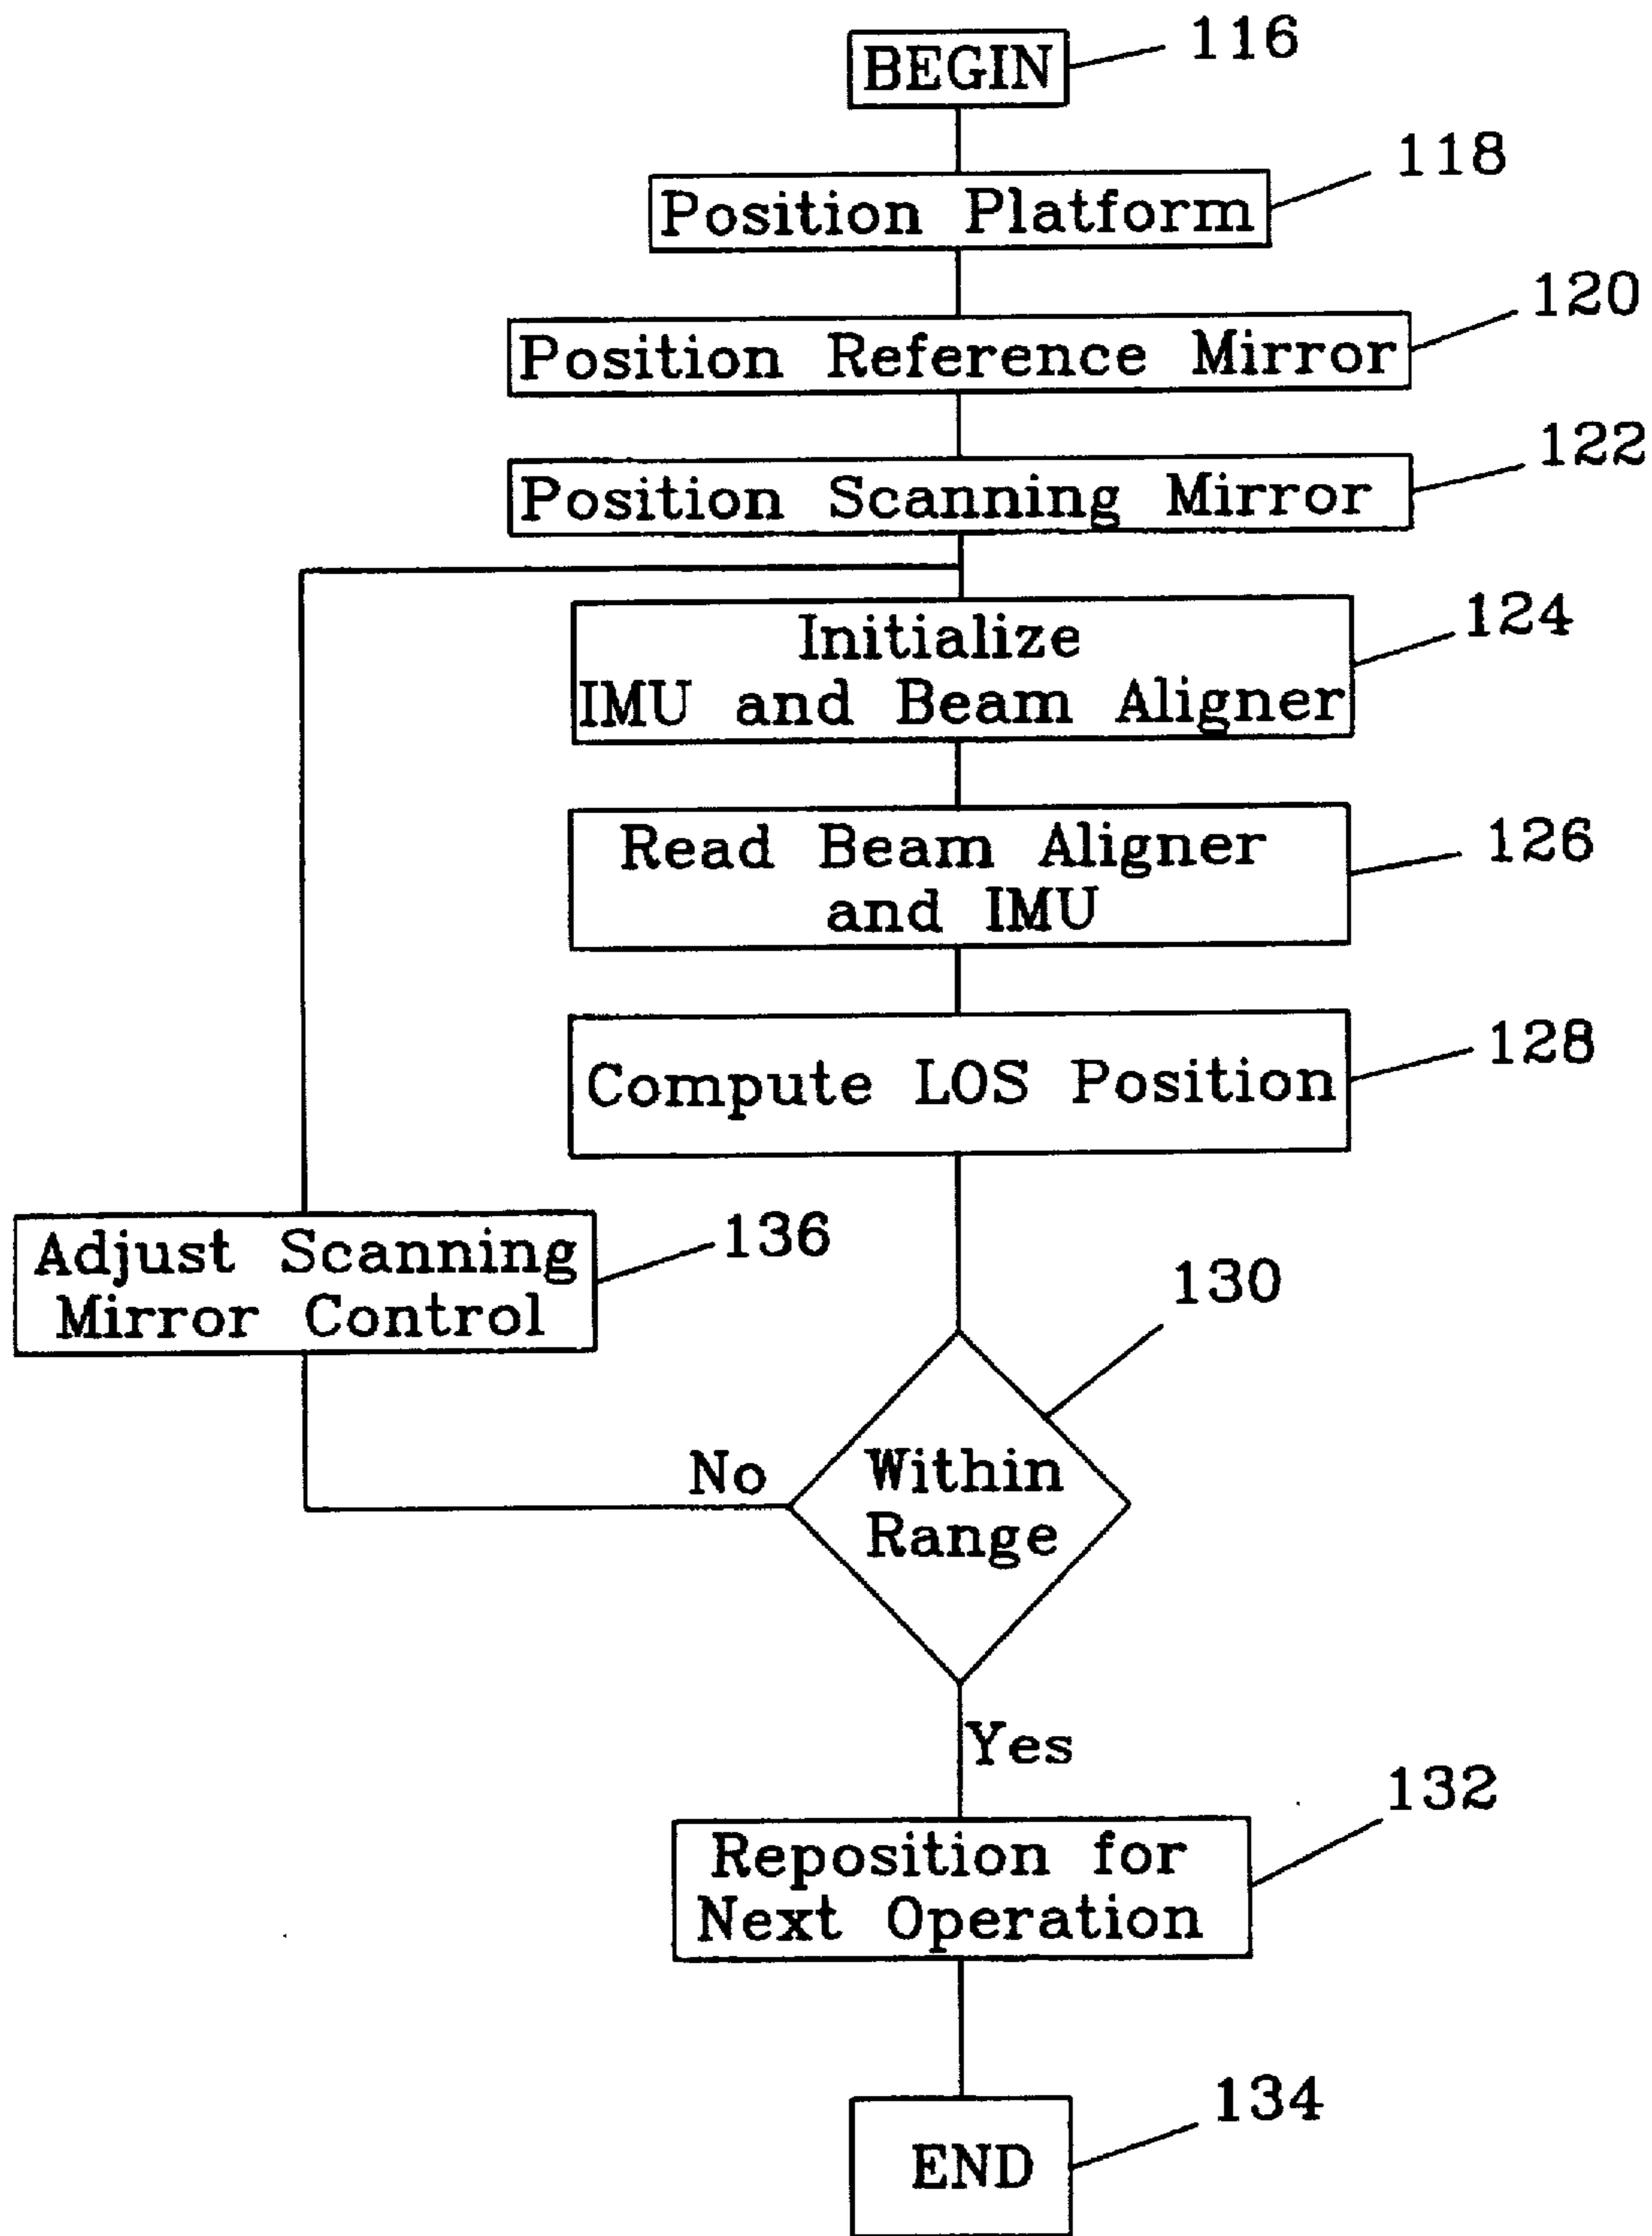 BEGIN
116
Position Platform
118
Position Reference Mirror
120
Position Scanning Mirror
122
Initialize
IMU and Beam Aligner
124
Read Beam Aligner
and IMU
126
Compute LOS Position
128
Adjust Scanning
Mirror Control
136
130
No
Within
Range
Yes
Reposition for
Next Operation
132
END
134